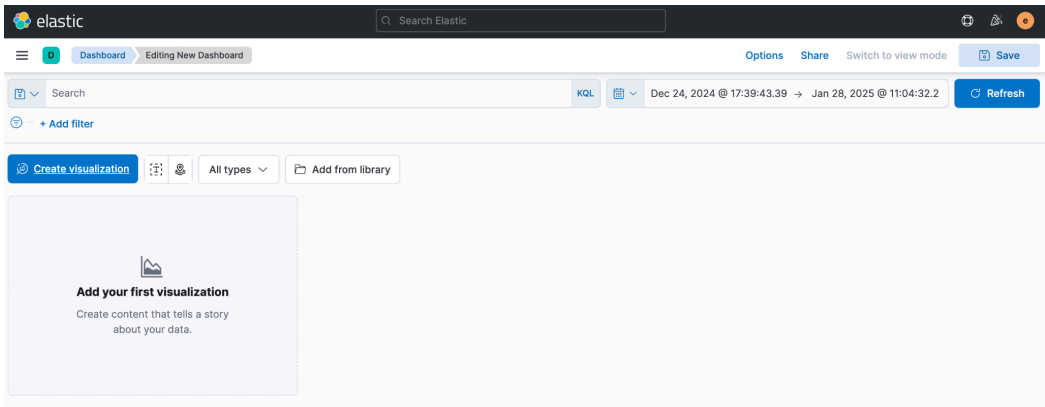 elastic
Search Elastic
e
D
Dashboard
Editing New Dashboard
Options
Share
Switch to view mode
Save
Search
KQL
Dec 24, 2024 @ 17:39:43.39 → Jan 28, 2025 @ 11:04:32.2
Refresh
+ Add filter
Create visualization
T
All types
Add from library
Add your first visualization
Create content that tells a story
about your data.